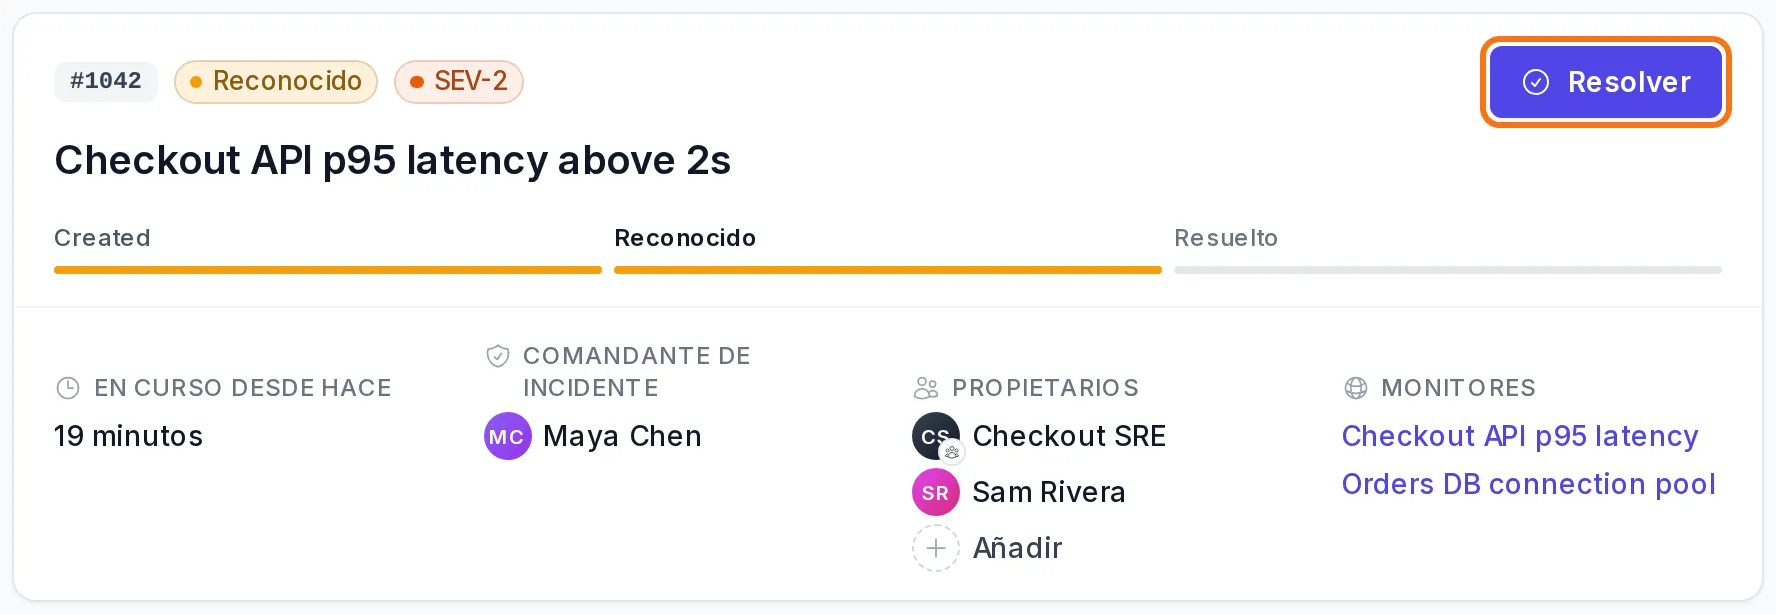 #1042
Reconocido
SEV-2
Resolver
Checkout API p95 latency above 2s
Created
Reconocido
Resuelto
EN CURSO DESDE HACE
19 minutos
COMANDANTE DE
INCIDENTE
MC
Maya Chen
PROPIETARIOS
CS
Checkout SRE
SR
Sam Rivera
Añadir
MONITORES
Checkout API p95 latency
Orders DB connection pool